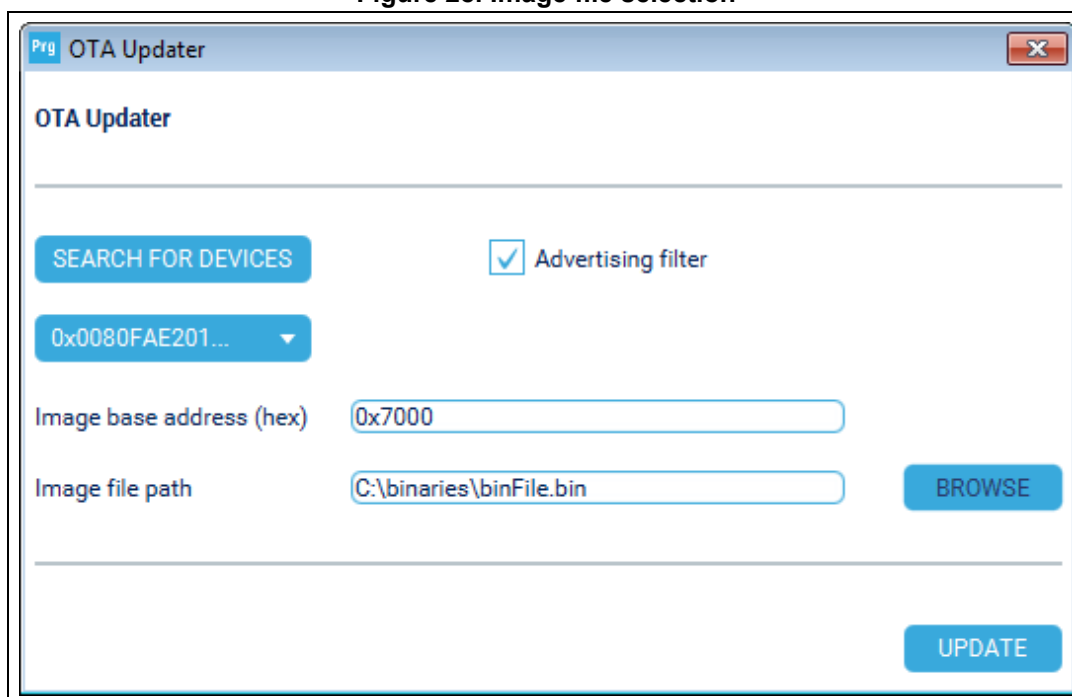 Prg OTA Updater
OTA Updater
SEARCH FOR DEVICES Advertising filter
0x0080FAE201...
Image base address (hex) 0x7000
Image file path C:\binaries\binFile.bin BROWSE
UPDATE